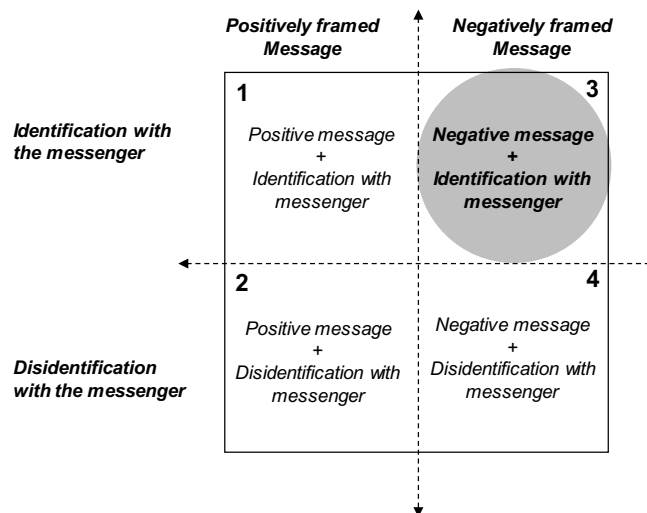 Positively framed
Message
Negatively framed
Message
Identification with
the messenger
1
Positive message
+
Identification with
messenger
3
Negative message
+
Identification with
messenger
Disidentification
with the messenger
2
Positive message
+
Disidentification with
messenger
4
Negative message
+
Disidentification with
messenger